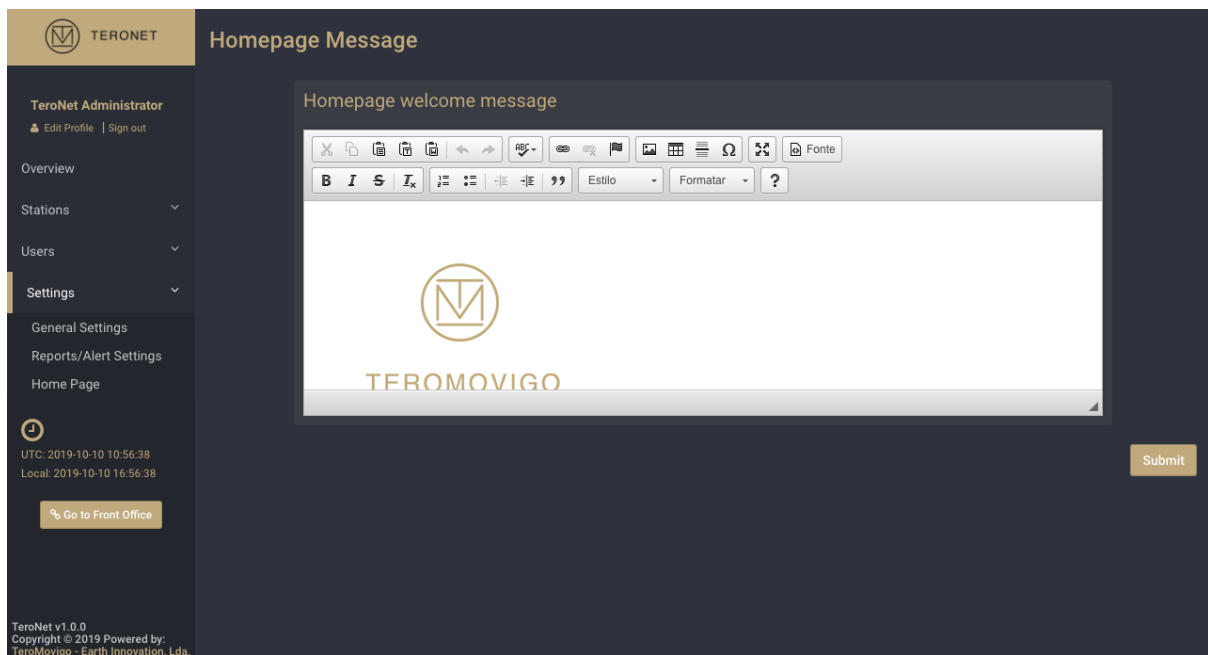 TERONET
Homepage Message
TeroNet Administrator
Edit Profile | Sign out
Overview
Stations
Users
Settings
General Settings
Reports/Alert Settings
Home Page
UTC: 2019-10-10 10:56:38
Local: 2019-10-10 16:56:38
Go to Front Office
TeroNet v1.0.0
Copyright © 2019 Powered by:
TeroMovigo - Earth Innovation, Lda.
Homepage welcome message
ABC Ω Fonte
B I S Ix Estilo Formatar ?
TEROMOVIGO
Submit